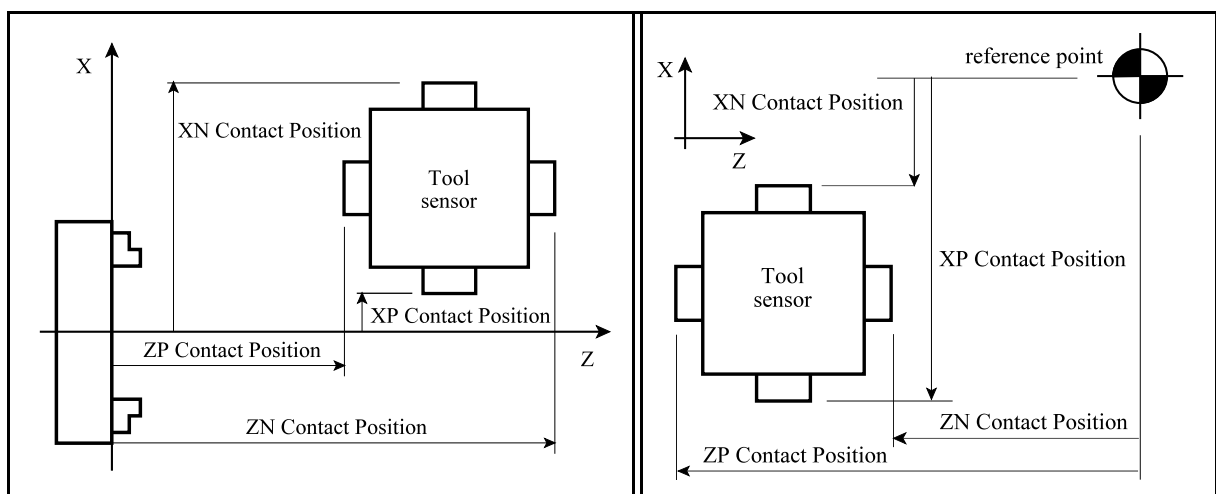 X
XN Contact Position
Tool
sensor
XP Contact Position
Z
ZP Contact Position
ZN Contact Position
reference point
X
XN Contact Position
Z
XP Contact Position
Tool
sensor
ZN Contact Position
ZP Contact Position